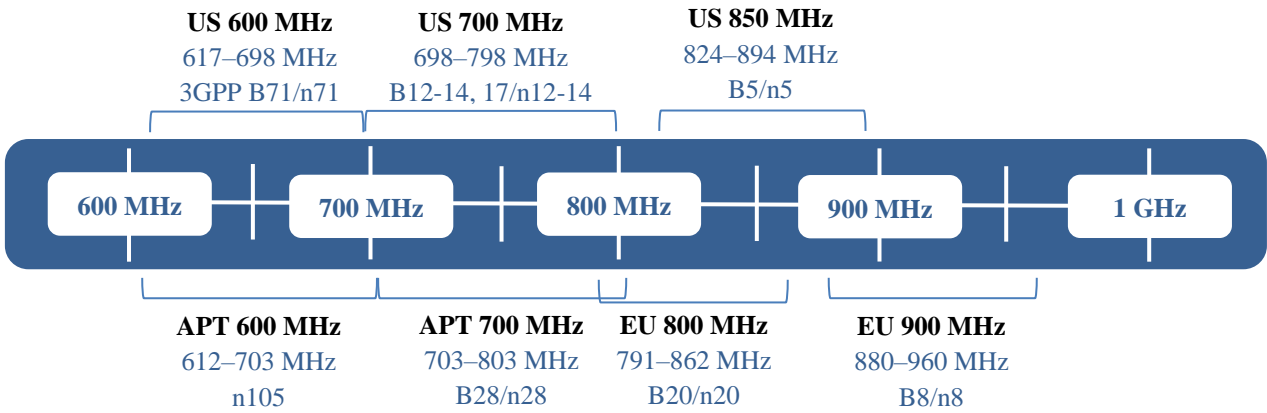 US 600 MHz
617–698 MHz
3GPP B71/n71
US 700 MHz
698–798 MHz
B12-14, 17/n12-14
US 850 MHz
824–894 MHz
B5/n5
600 MHz
700 MHz
800 MHz
900 MHz
1 GHz
APT 600 MHz
612–703 MHz
n105
APT 700 MHz
703–803 MHz
B28/n28
EU 800 MHz
791–862 MHz
B20/n20
EU 900 MHz
880–960 MHz
B8/n8